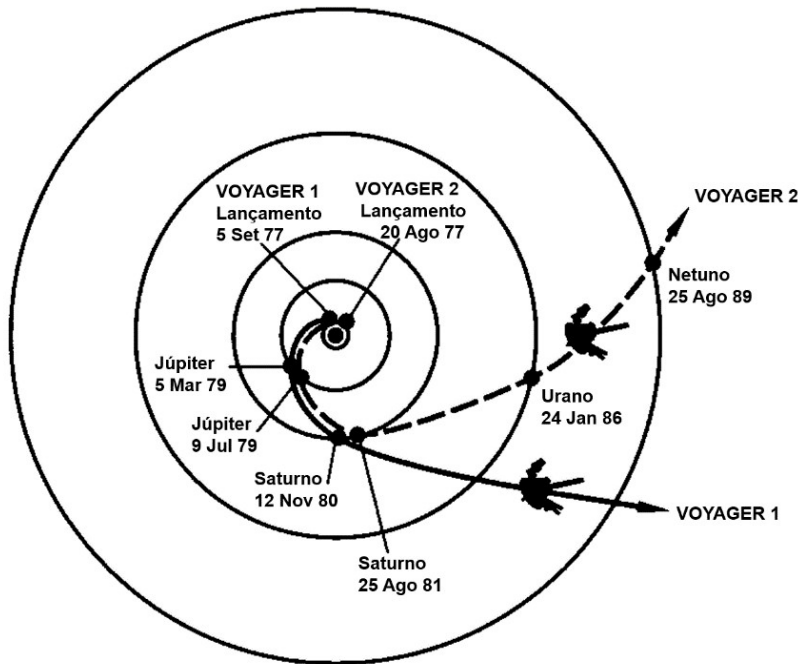 VOYAGER 1
Lançamento
5 Set 77
VOYAGER 2
Lançamento
20 Ago 77
VOYAGER 2
Netuno
25 Ago 89
Júpiter
5 Mar 79
Júpiter
9 Jul 79
Urano
24 Jan 86
Saturno
12 Nov 80
VOYAGER 1
Saturno
25 Ago 81